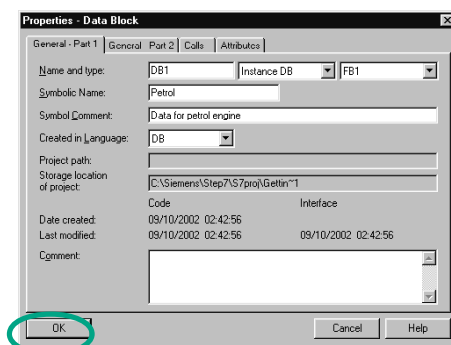 Properties - Data Block
General - Part 1 General Part 2 Calls Attributes
Name and type: DB1 Instance DB FB1
Symbolic Name: Petrol
Symbol Comment: Data for petrol engine
Created in Language: DB
Project path:
Storage location
of project: C:\Siemens\Step7\S7proj\Gettin~1
Code Interface
Date created: 09/10/2002 02:42:56
Last modified: 09/10/2002 02:42:56 09/10/2002 02:42:56
Comment:
OK Cancel Help